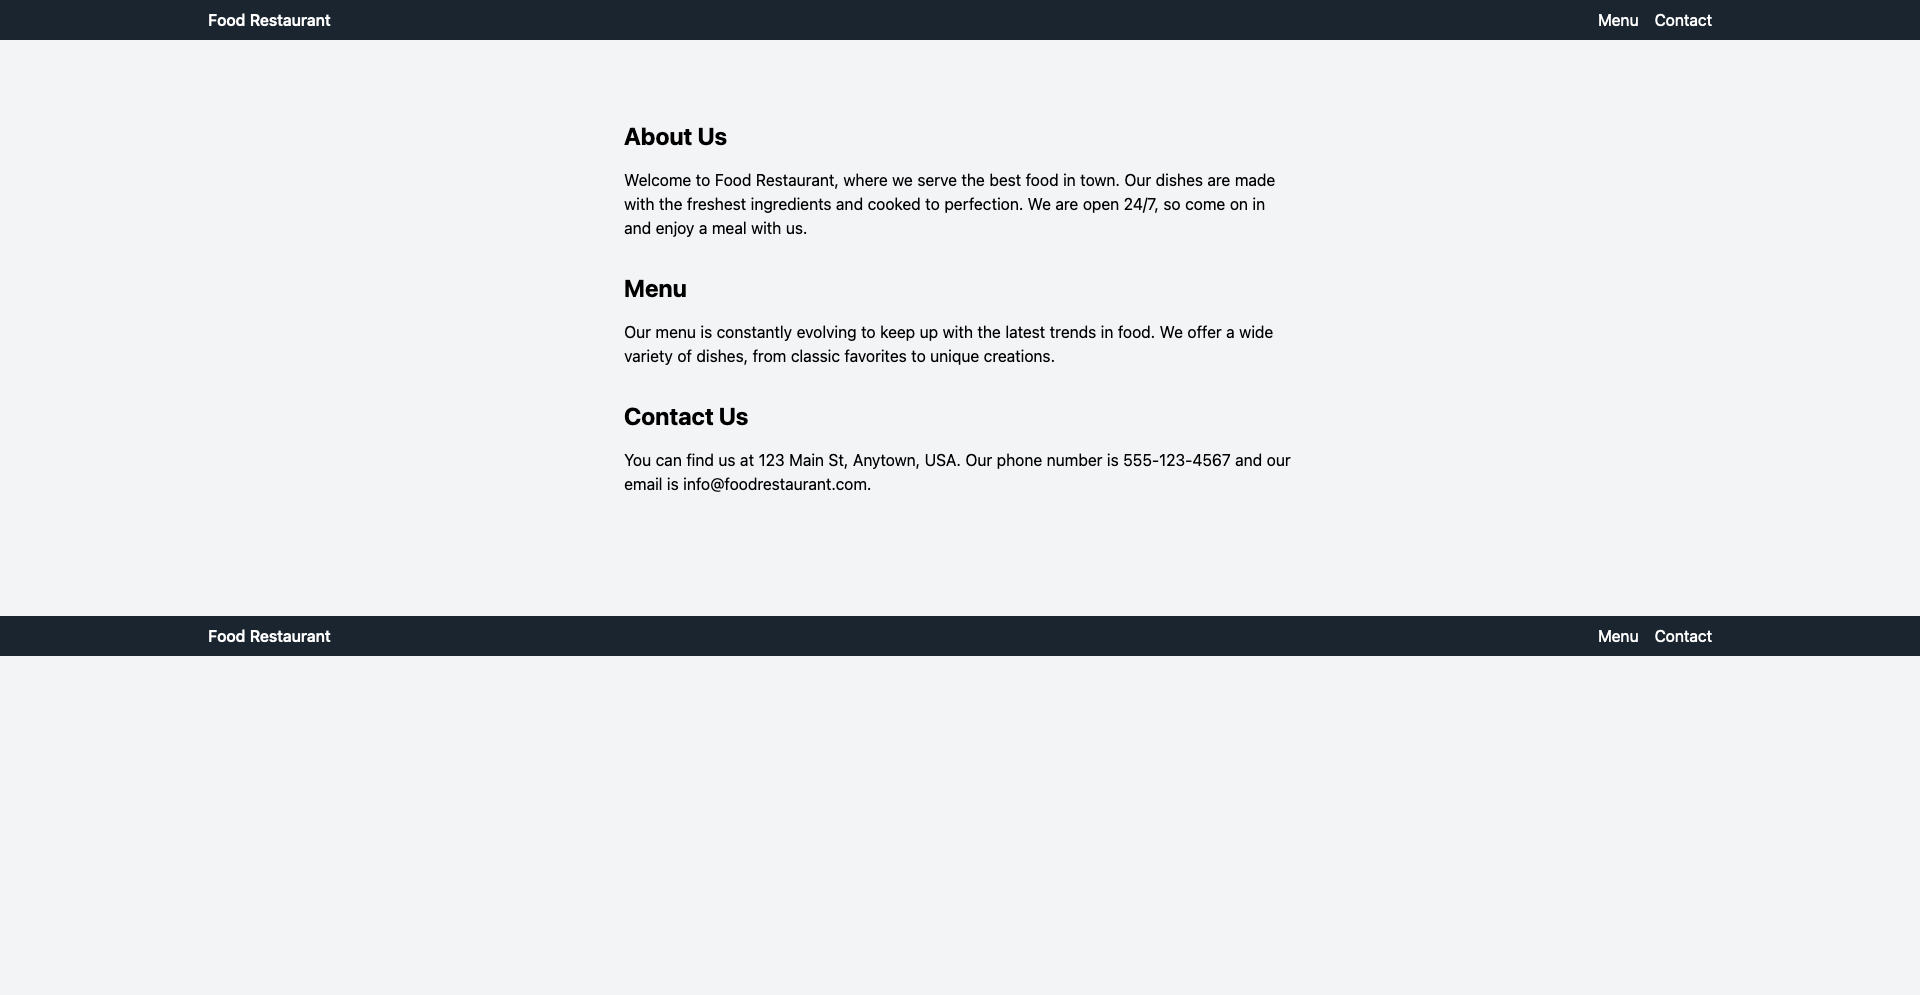 Food Restaurant
Menu
Contact
About Us
Welcome to Food Restaurant, where we serve the best food in town. Our dishes are made
with the freshest ingredients and cooked to perfection. We are open 24/7, so come on in
and enjoy a meal with us.
Menu
Our menu is constantly evolving to keep up with the latest trends in food. We offer a wide
variety of dishes, from classic favorites to unique creations.
Contact Us
You can find us at 123 Main St, Anytown, USA. Our phone number is 555-123-4567 and our
email is info@foodrestaurant.com.
Food Restaurant
Menu
Contact